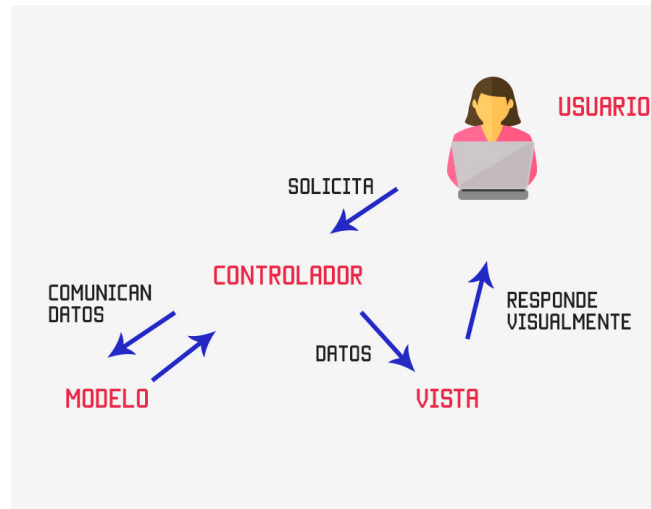 USUARIO
SOLICITA
CONTROLADOR
COMUNICAN
DATOS
RESPONDE
VISUALMENTE
DATOS
MODELO
VISTA